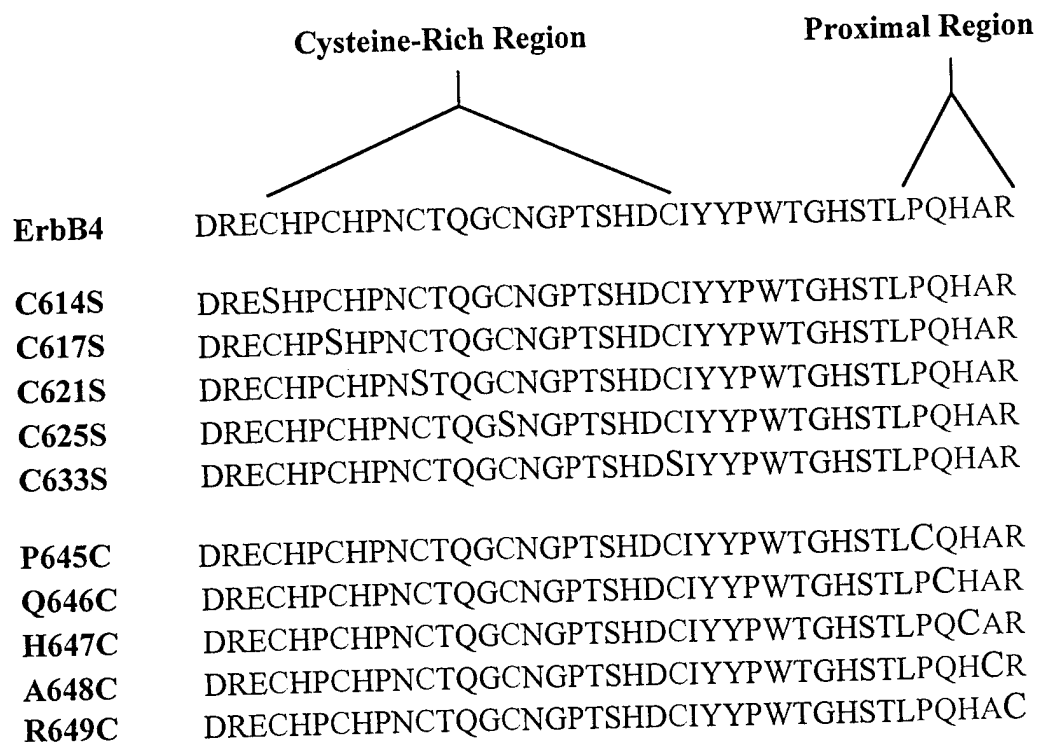 Cysteine-Rich Region
Proximal Region
ErbB4 DRECHPCHPNCTQGCNGPTSHDCIYYPWTGHSTLPQHAR
C614S DRESHPCHPNCTQGCNGPTSHDCIYYPWTGHSTLPQHAR
C617S DRECHPSHPNCTQGCNGPTSHDCIYYPWTGHSTLPQHAR
C621S DRECHPCHPNSTQGCNGPTSHDCIYYPWTGHSTLPQHAR
C625S DRECHPCHPNCTQGSNGPTSHDCIYYPWTGHSTLPQHAR
C633S DRECHPCHPNCTQGCNGPTSHDSIYYPWTGHSTLPQHAR
P645C DRECHPCHPNCTQGCNGPTSHDCIYYPWTGHSTLCQHAR
Q646C DRECHPCHPNCTQGCNGPTSHDCIYYPWTGHSTLPCHAR
H647C DRECHPCHPNCTQGCNGPTSHDCIYYPWTGHSTLPQCAR
A648C DRECHPCHPNCTQGCNGPTSHDCIYYPWTGHSTLPQHCR
R649C DRECHPCHPNCTQGCNGPTSHDCIYYPWTGHSTLPQHAC